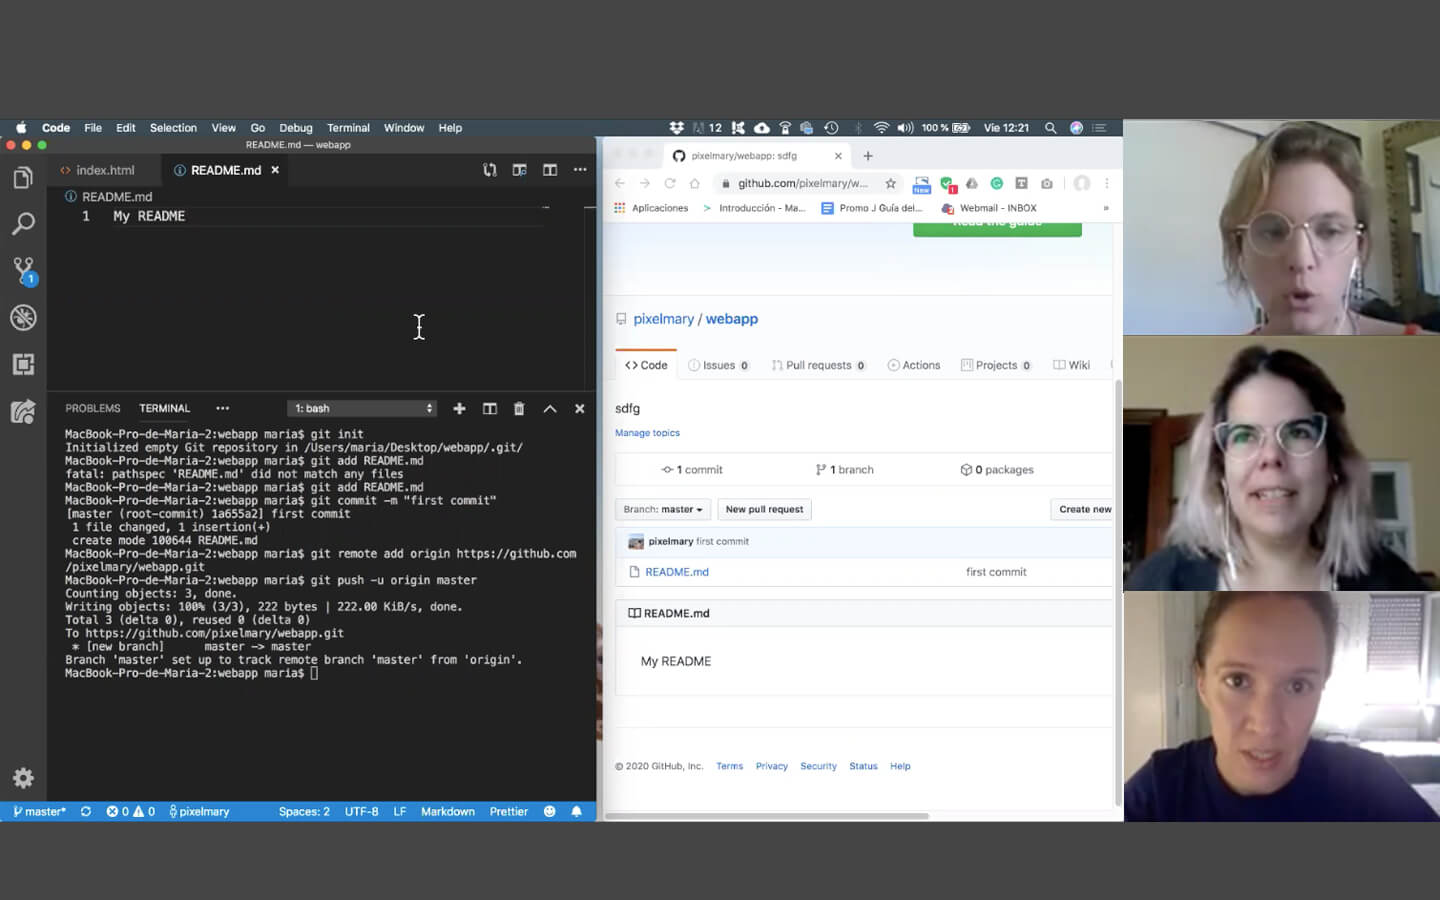 Code File Edit Selection View Go Debug Terminal Window Help
12 100 % Vie 12:21
README.md — webapp
index.html README.md
README.md
1 My README
1
PROBLEMS TERMINAL 1: bash
MacBook-Pro-de-Maria-2:webapp maria$ git init
Initialized empty Git repository in /Users/maria/Desktop/webapp/.git/
MacBook-Pro-de-Maria-2:webapp maria$ git add README.md
fatal: pathspec 'README.md' did not match any files
MacBook-Pro-de-Maria-2:webapp maria$ git add README.md
MacBook-Pro-de-Maria-2:webapp maria$ git commit -m "first commit"
[master (root-commit) 1a655a2] first commit
1 file changed, 1 insertion(+)
create mode 100644 README.md
MacBook-Pro-de-Maria-2:webapp maria$ git remote add origin https://github.com
/pixelmary/webapp.git
MacBook-Pro-de-Maria-2:webapp maria$ git push -u origin master
Counting objects: 3, done.
Writing objects: 100% (3/3), 222 bytes | 222.00 KiB/s, done.
Total 3 (delta 0), reused 0 (delta 0)
To https://github.com/pixelmary/webapp.git
* [new branch] master -> master
Branch 'master' set up to track remote branch 'master' from 'origin'.
MacBook-Pro-de-Maria-2:webapp maria$
master* 0 0 pixelmary Spaces: 2 UTF-8 LF Markdown Prettier
pixelmary/webapp: sdfg
github.com/pixelmary/w... New 1
Aplicaciones Introducción - Ma... Promo J Guía del... Webmail - INBOX »
Read the guide
pixelmary / webapp
Code Issues 0 Pull requests 0 Actions Projects 0 Wiki
sdfg
Manage topics
1 commit 1 branch 0 packages
Branch: master New pull request Create new
pixelmary first commit
README.md first commit
README.md
My README
© 2020 GitHub, Inc. Terms Privacy Security Status Help